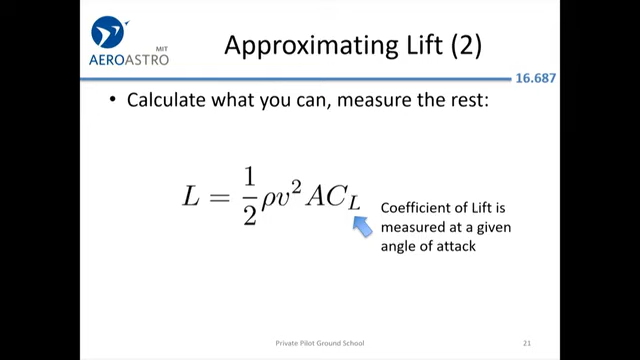 MIT
AEROASTRO
Approximating Lift (2)
16.687
• Calculate what you can, measure the rest:
L = 1/2 ρv² AC_L
Coefficient of Lift is
measured at a given
angle of attack
Private Pilot Ground School
21